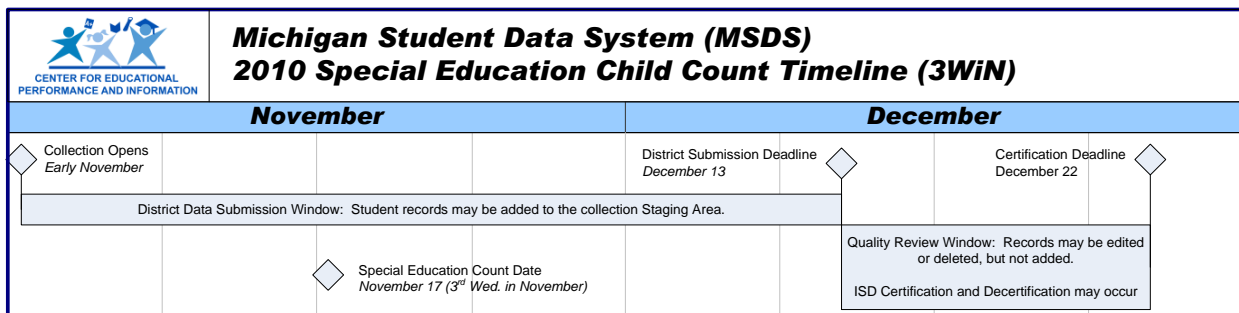 CENTER FOR EDUCATIONAL
PERFORMANCE AND INFORMATION
Michigan Student Data System (MSDS)
2010 Special Education Child Count Timeline (3WiN)
November
December
Collection Opens
Early November
District Submission Deadline
December 13
Certification Deadline
December 22
District Data Submission Window: Student records may be added to the collection Staging Area.
Quality Review Window: Records may be edited
or deleted, but not added.
ISD Certification and Decertification may occur
Special Education Count Date
November 17 (3rd Wed. in November)